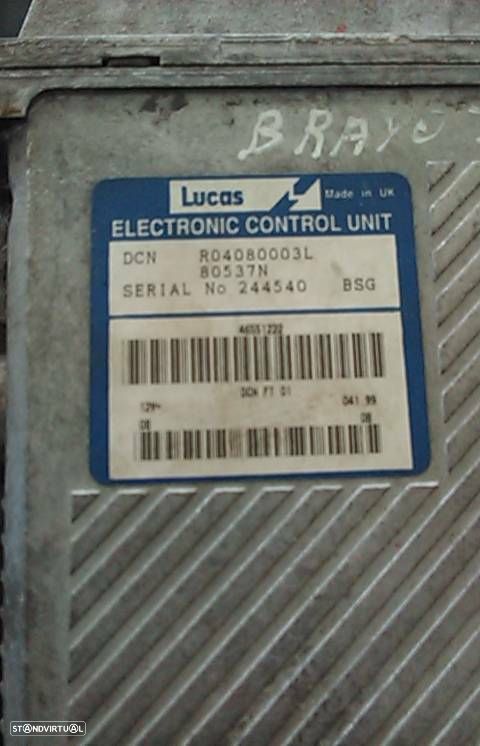 BRAVO
Lucas Made in UK
ELECTRONIC CONTROL UNIT
DCN R04080003L
80537N
SERIAL No 244540 BSG
46551222
DCN FT 01
1294 041 99
08 08
STANDVIRTUAL